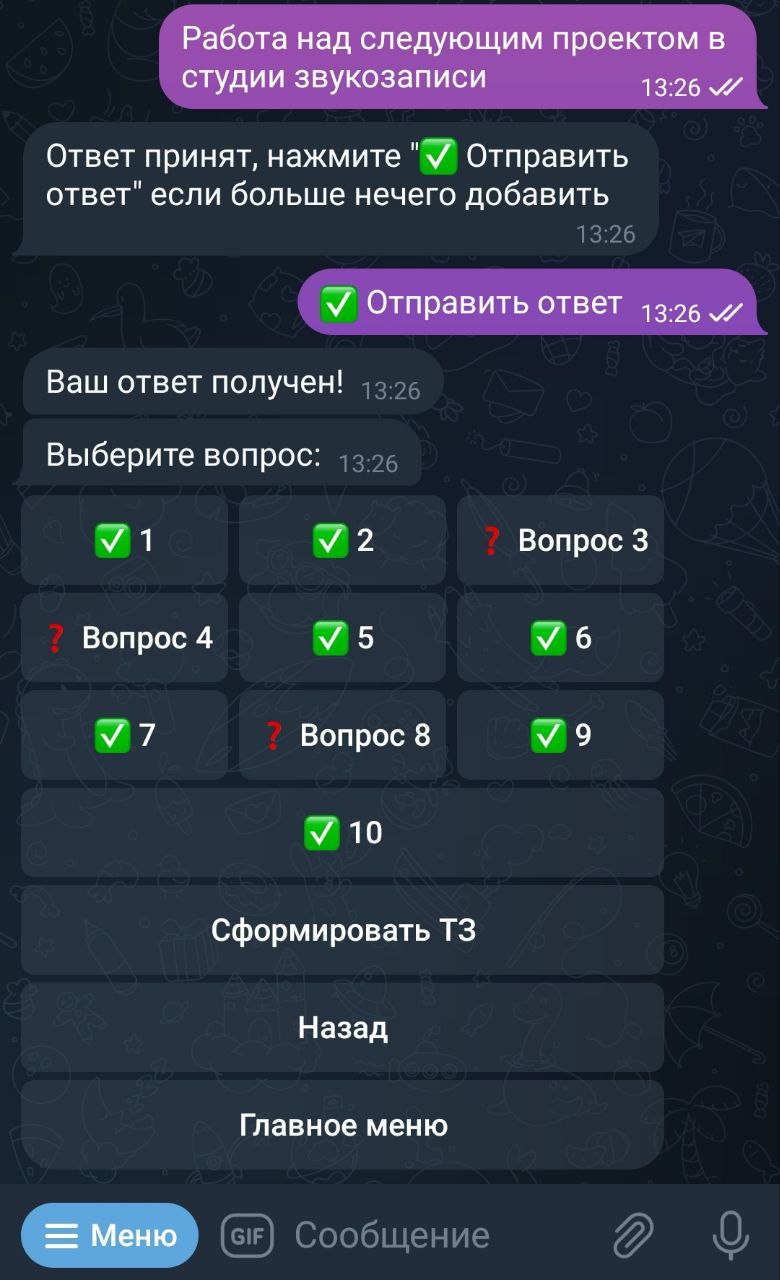 Работа над следующим проектом в
студии звукозаписи
13:26
Ответ принят, нажмите "✅ Отправить
ответ" если больше нечего добавить
13:26
✅ Отправить ответ 13:26
Ваш ответ получен! 13:26
Выберите вопрос: 13:26
✅ 1 ✅ 2 ❓ Вопрос 3
❓ Вопрос 4 ✅ 5 ✅ 6
✅ 7 ❓ Вопрос 8 ✅ 9
✅ 10
Сформировать ТЗ
Назад
Главное меню
Меню GIF Сообщение